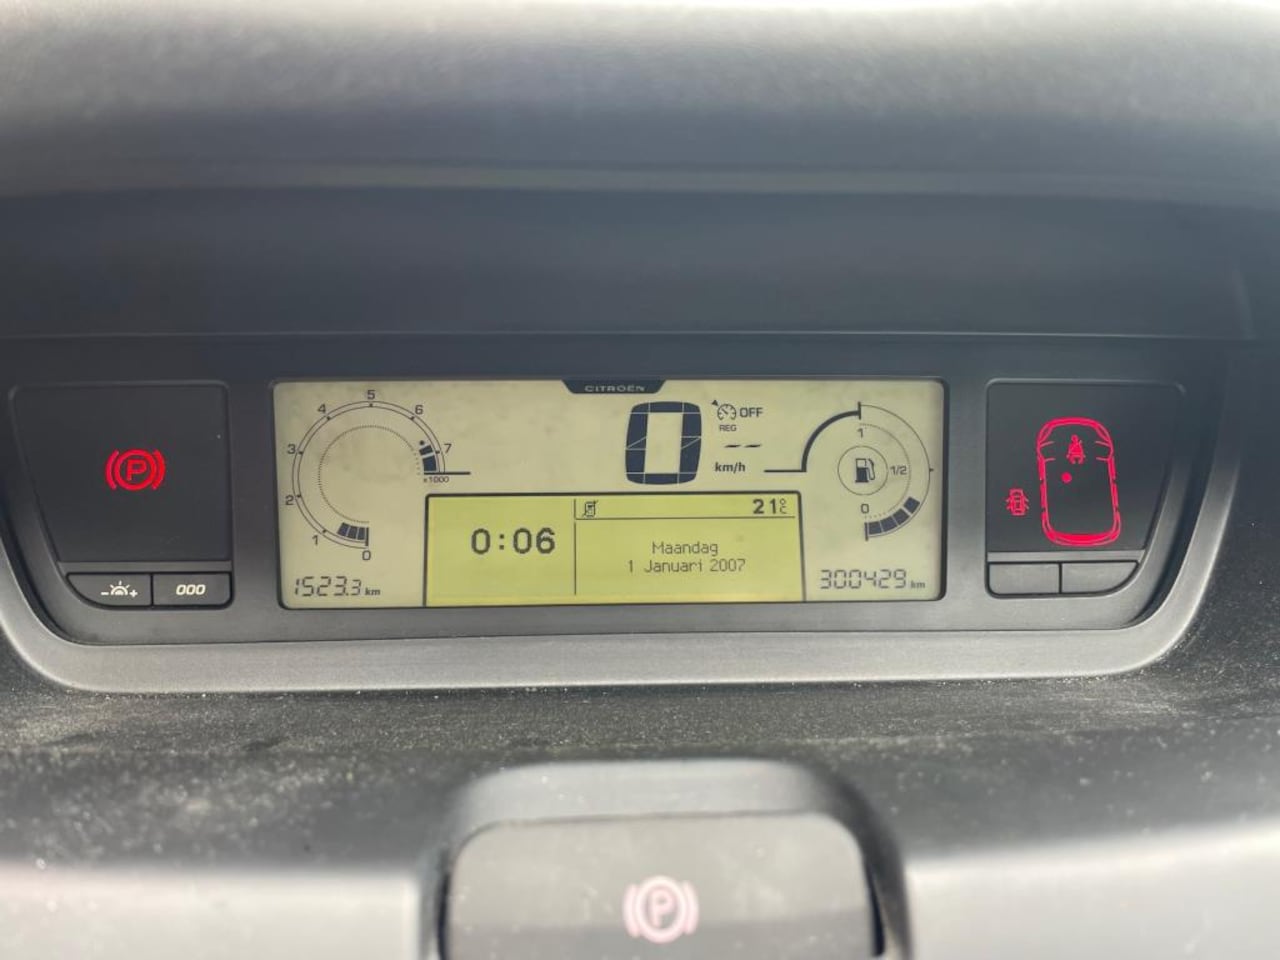 CITROËN
5
4
6
3
7
x1000
2
1
0
0
km/h
OFF
REG
--
1
1/2
0
0:06
21°C
Maandag
1 Januari 2007
1523.3 km
300429 km
P
- +
000
P